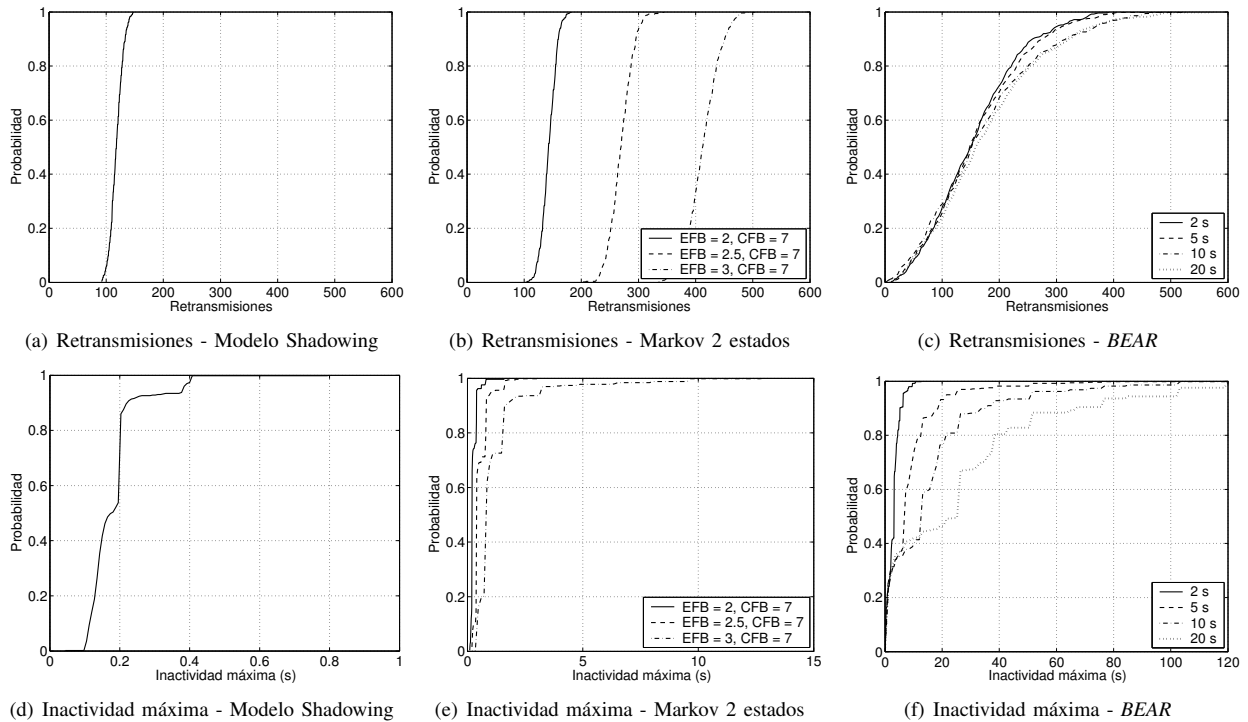 1
0.8
0.6
0.4
0.2
0
Probabilidad
0 100 200 300 400 500 600
Retransmisiones
(a) Retransmisiones - Modelo Shadowing
1
0.8
0.6
0.4
0.2
0
Probabilidad
0 100 200 300 400 500 600
Retransmisiones
EFB = 2, CFB = 7
EFB = 2.5, CFB = 7
EFB = 3, CFB = 7
(b) Retransmisiones - Markov 2 estados
1
0.8
0.6
0.4
0.2
0
Probabilidad
0 100 200 300 400 500 600
Retransmisiones
2 s
5 s
10 s
20 s
(c) Retransmisiones - BEAR
1
0.8
0.6
0.4
0.2
0
Probabilidad
0 0.2 0.4 0.6 0.8 1
Inactividad máxima (s)
(d) Inactividad máxima - Modelo Shadowing
1
0.8
0.6
0.4
0.2
0
Probabilidad
0 5 10 15
Inactividad máxima (s)
EFB = 2, CFB = 7
EFB = 2.5, CFB = 7
EFB = 3, CFB = 7
(e) Inactividad máxima - Markov 2 estados
1
0.8
0.6
0.4
0.2
0
Probabilidad
0 20 40 60 80 100 120
Inactividad máxima (s)
2 s
5 s
10 s
20 s
(f) Inactividad máxima - BEAR